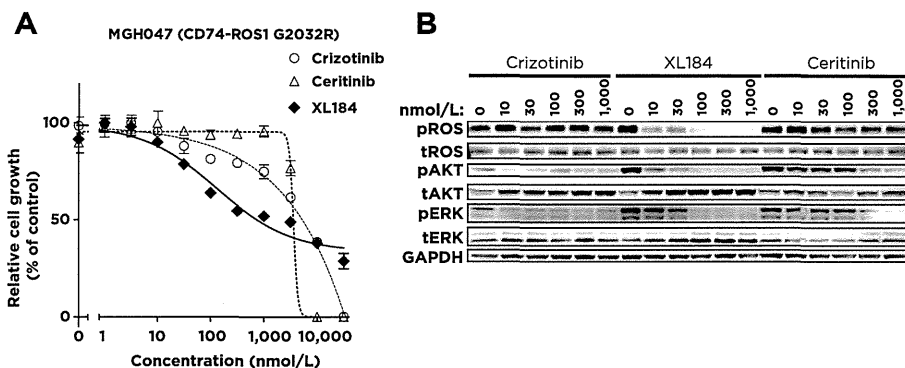 A
MGH047 (CD74-ROS1 G2032R)
Crizotinib
Ceritinib
XL184
Relative cell growth
(% of control)
100
50
0
0 1 10 100 1,000 10,000
Concentration (nmol/L)
B
Crizotinib XL184 Ceritinib
nmol/L: 0 10 30 100 300 1,000 0 10 30 100 300 1,000 0 10 30 100 300 1,000
pROS
tROS
pAKT
tAKT
pERK
tERK
GAPDH